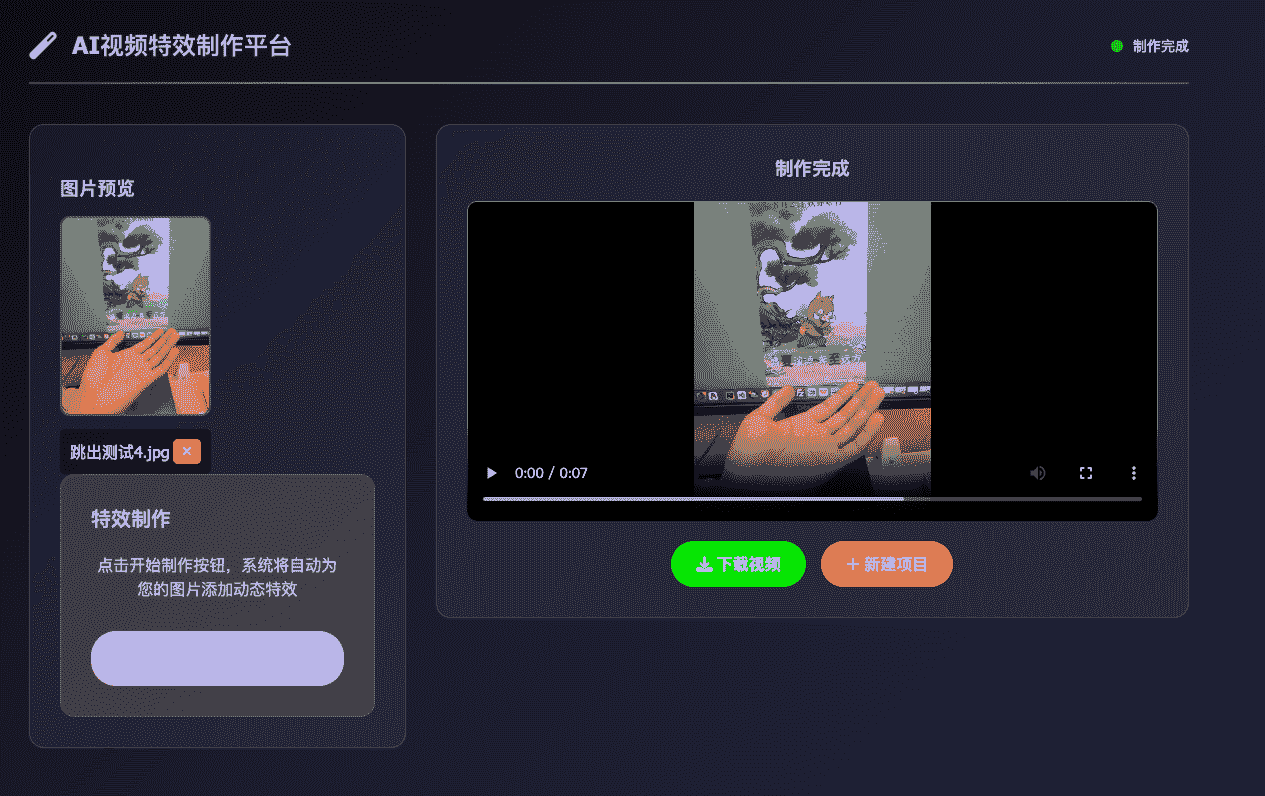 AI视频特效制作平台
制作完成
图片预览
跳出测试4.jpg
×
特效制作
点击开始制作按钮，系统将自动为
您的图片添加动态特效
制作完成
0:00 / 0:07
下载视频
+ 新建项目